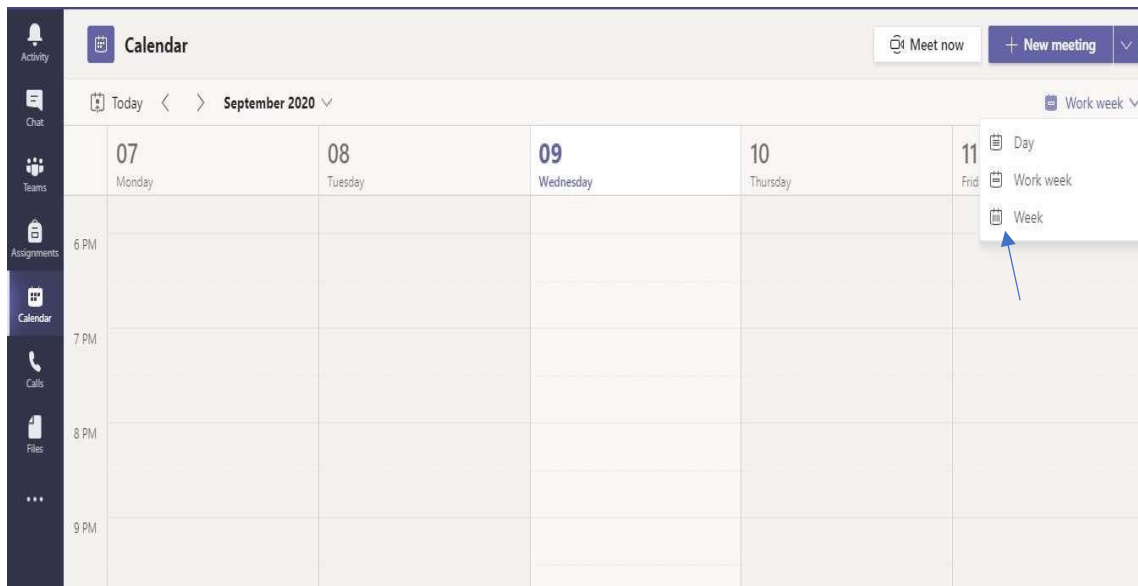 Activity
Chat
Teams
Assignments
Calendar
Calls
Files
Calendar
Meet now
+ New meeting
Today
September 2020
Work week
07
Monday
08
Tuesday
09
Wednesday
10
Thursday
11
Frid
Day
Work week
Week
6 PM
7 PM
8 PM
9 PM